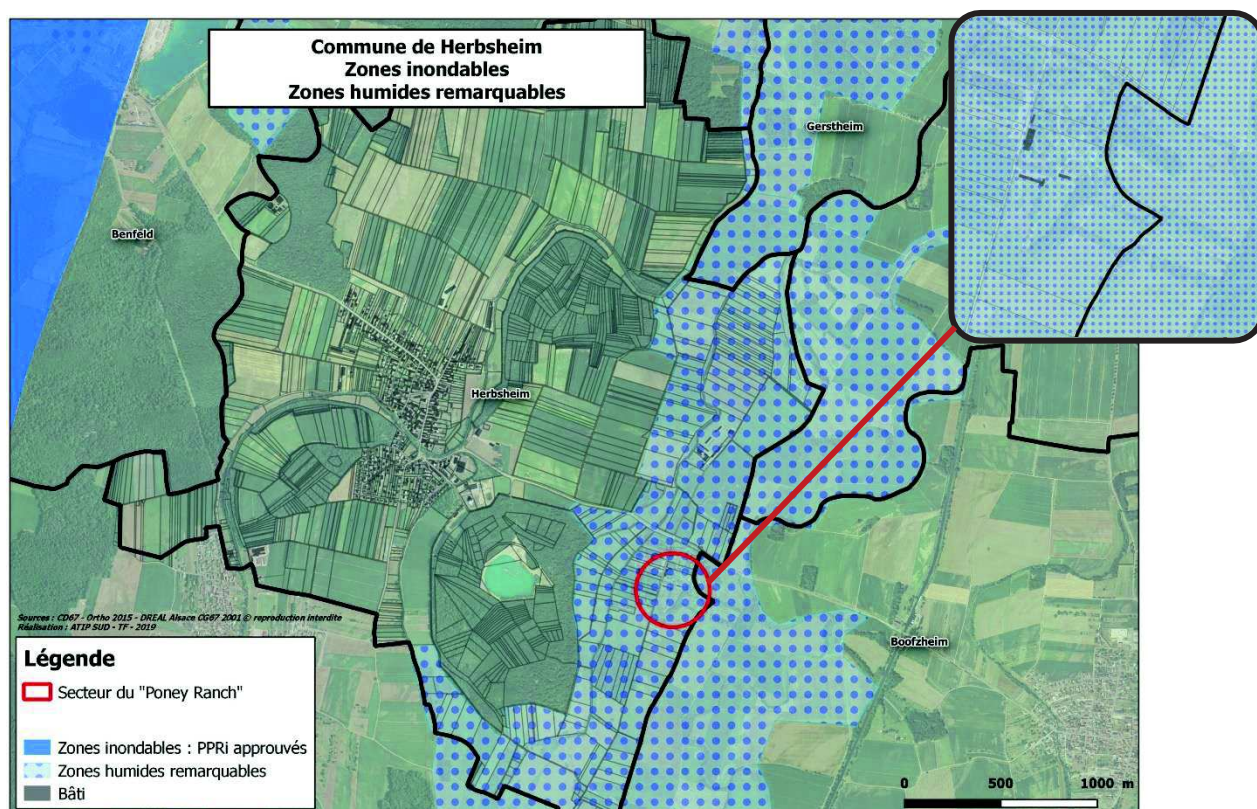 Commune de Herbsheim
Zones inondables
Zones humides remarquables
Gerstheim
Benfeld
Herbsheim
Boofzheim
Sources : CD67 - Ortho 2015 - DREAL Alsace CG67 2001 © reproduction interdite
Réalisation : ATIP SUD - TF - 2019
Légende
Secteur du "Poney Ranch"
Zones inondables : PPRi approuvés
Zones humides remarquables
Bâti
0 500 1000 m